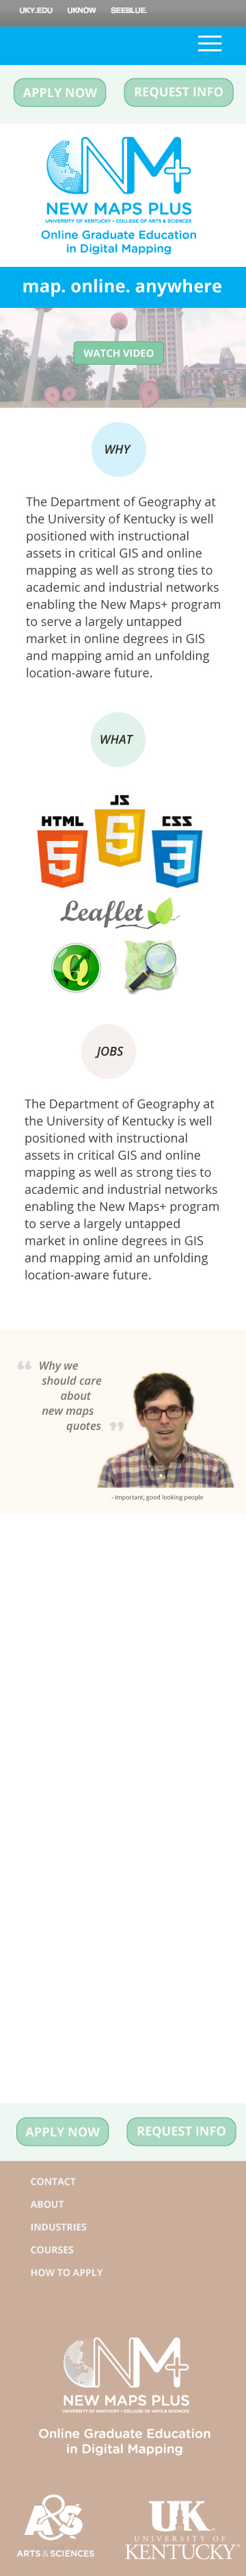 UKY.EDU UKNOW SEEBLUE.
APPLY NOW REQUEST INFO
NM+
NEW MAPS PLUS
UNIVERSITY OF KENTUCKY • COLLEGE OF ARTS & SCIENCES
Online Graduate Education
in Digital Mapping
map. online. anywhere
WATCH VIDEO
WHY
The Department of Geography at
the University of Kentucky is well
positioned with instructional
assets in critical GIS and online
mapping as well as strong ties to
academic and industrial networks
enabling the New Maps+ program
to serve a largely untapped
market in online degrees in GIS
and mapping amid an unfolding
location-aware future.
WHAT
JS
HTML 5 CSS
5 3
Leaflet
Q
JOBS
The Department of Geography at
the University of Kentucky is well
positioned with instructional
assets in critical GIS and online
mapping as well as strong ties to
academic and industrial networks
enabling the New Maps+ program
to serve a largely untapped
market in online degrees in GIS
and mapping amid an unfolding
location-aware future.
“ Why we
should care
about
new maps
quotes ”
- important, good looking people
APPLY NOW REQUEST INFO
CONTACT
ABOUT
INDUSTRIES
COURSES
HOW TO APPLY
NM+
NEW MAPS PLUS
UNIVERSITY OF KENTUCKY • COLLEGE OF ARTS & SCIENCES
Online Graduate Education
in Digital Mapping
A&S UK
UNIVERSITY OF
ARTS & SCIENCES KENTUCKY